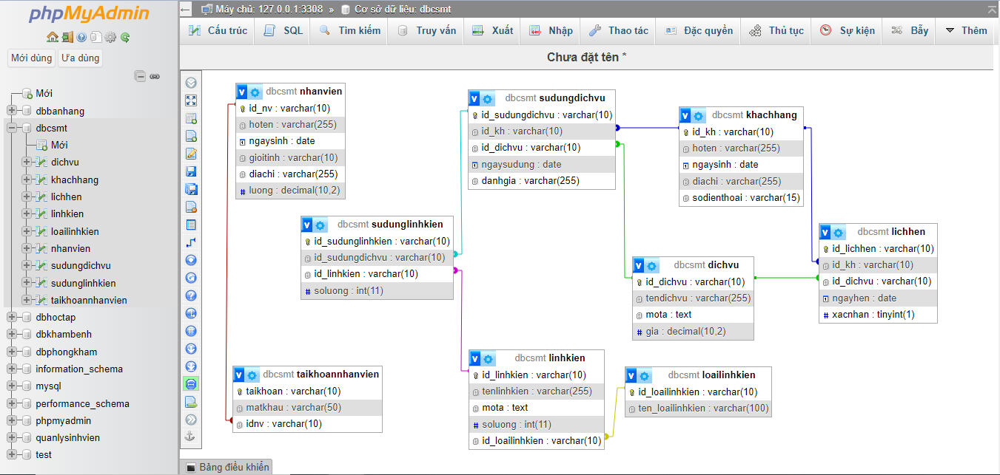 phpMyAdmin
Mới dùng Ưa dùng
Mới
dbbanhang
dbcsmt
Mới
dichvu
khachhang
lichhen
linhkien
loailinhkien
nhanvien
sudungdichvu
sudunglinhkien
taikhoannhanvien
dbhoctap
dbkhambenh
dbphongkham
information_schema
mysql
performance_schema
phpmyadmin
quanlysinhvien
test
Máy chủ: 127.0.0.1:3308 » Cơ sở dữ liệu: dbcsmt
Cấu trúc SQL Tìm kiếm Truy vấn Xuất Nhập Thao tác Đặc quyền Thủ tục Sự kiện Bẫy Thêm
Chưa đặt tên *
v dbcsmt nhanvien
id_nv : varchar(10)
hoten : varchar(255)
ngaysinh : date
gioitinh : varchar(10)
diachi : varchar(255)
# luong : decimal(10,2)
v dbcsmt sudungdichvu
id_sudungdichvu : varchar(10)
id_kh : varchar(10)
id_dichvu : varchar(10)
ngaysudung : date
danhgia : varchar(255)
v dbcsmt khachhang
id_kh : varchar(10)
hoten : varchar(255)
ngaysinh : date
diachi : varchar(255)
sodienthoai : varchar(15)
v dbcsmt sudunglinhkien
id_sudunglinhkien : varchar(10)
id_sudungdichvu : varchar(10)
id_linhkien : varchar(10)
# soluong : int(11)
v dbcsmt lichhen
id_lichhen : varchar(10)
id_kh : varchar(10)
id_dichvu : varchar(10)
ngayhen : date
# xacnhan : tinyint(1)
v dbcsmt dichvu
id_dichvu : varchar(10)
tendichvu : varchar(255)
mota : text
# gia : decimal(10,2)
v dbcsmt taikhoannhanvien
taikhoan : varchar(10)
matkhau : varchar(50)
idnv : varchar(10)
v dbcsmt linhkien
id_linhkien : varchar(10)
tenlinhkien : varchar(255)
mota : text
# soluong : int(11)
id_loailinhkien : varchar(10)
v dbcsmt loailinhkien
id_loailinhkien : varchar(10)
ten_loailinhkien : varchar(100)
Bảng điều khiển